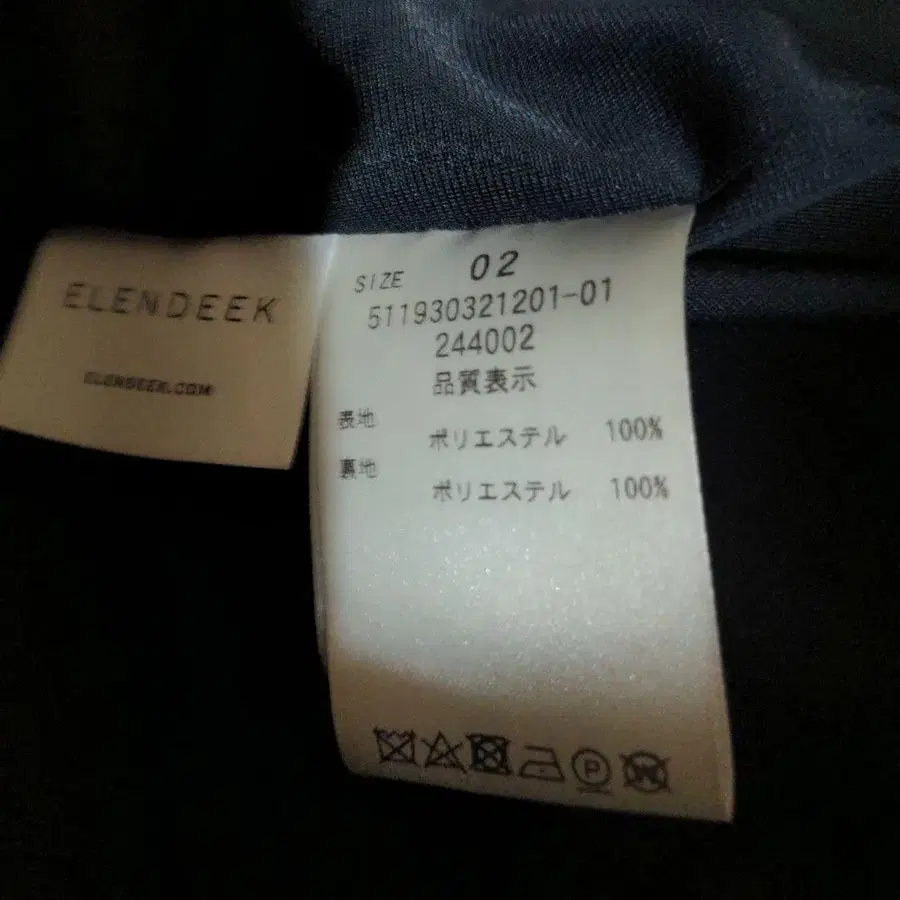 ELENDEEK
ELENDEEK.COM
SIZE 02
511930321201-01
244002
品質表示
表地 ポリエステル 100%
裏地 ポリエステル 100%
P
W